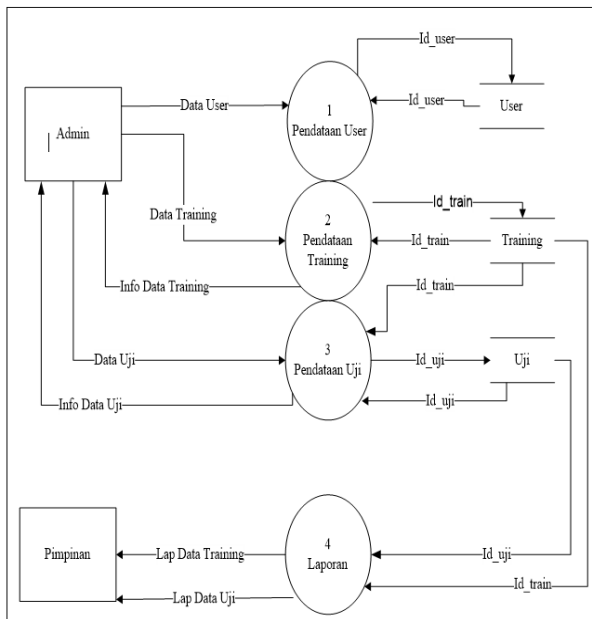 Id_user
Admin
Data User
1
Pendataan User
Id_user
User
Data Training
2
Pendataan
Training
Id_train
Id_train
Training
Info Data Training
Id_train
3
Pendataan Uji
Data Uji
Id_uji
Uji
Info Data Uji
Id_uji
Pimpinan
Lap Data Training
4
Laporan
Id_uji
Id_train
Lap Data Uji